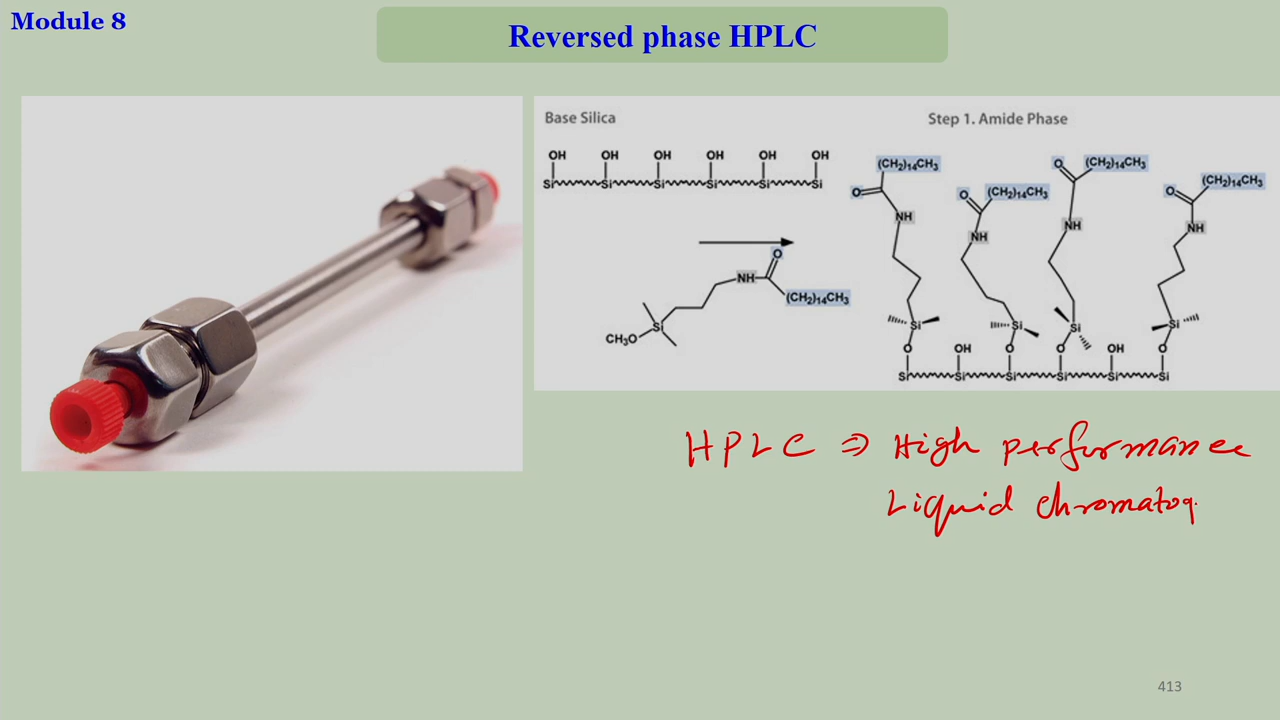 Module 8
Reversed phase HPLC
Base Silica
Step 1. Amide Phase
OH OH OH OH OH OH
Si Si Si Si Si Si
CH₃O Si NH O (CH₂)₁₄CH₃
(CH₂)₁₄CH₃ O (CH₂)₁₄CH₃
O O (CH₂)₁₄CH₃ O (CH₂)₁₄CH₃
NH NH NH NH
Si Si Si Si
O OH O O OH O
Si Si Si Si Si Si
HPLC ⇒ High performance
Liquid chromatog
413